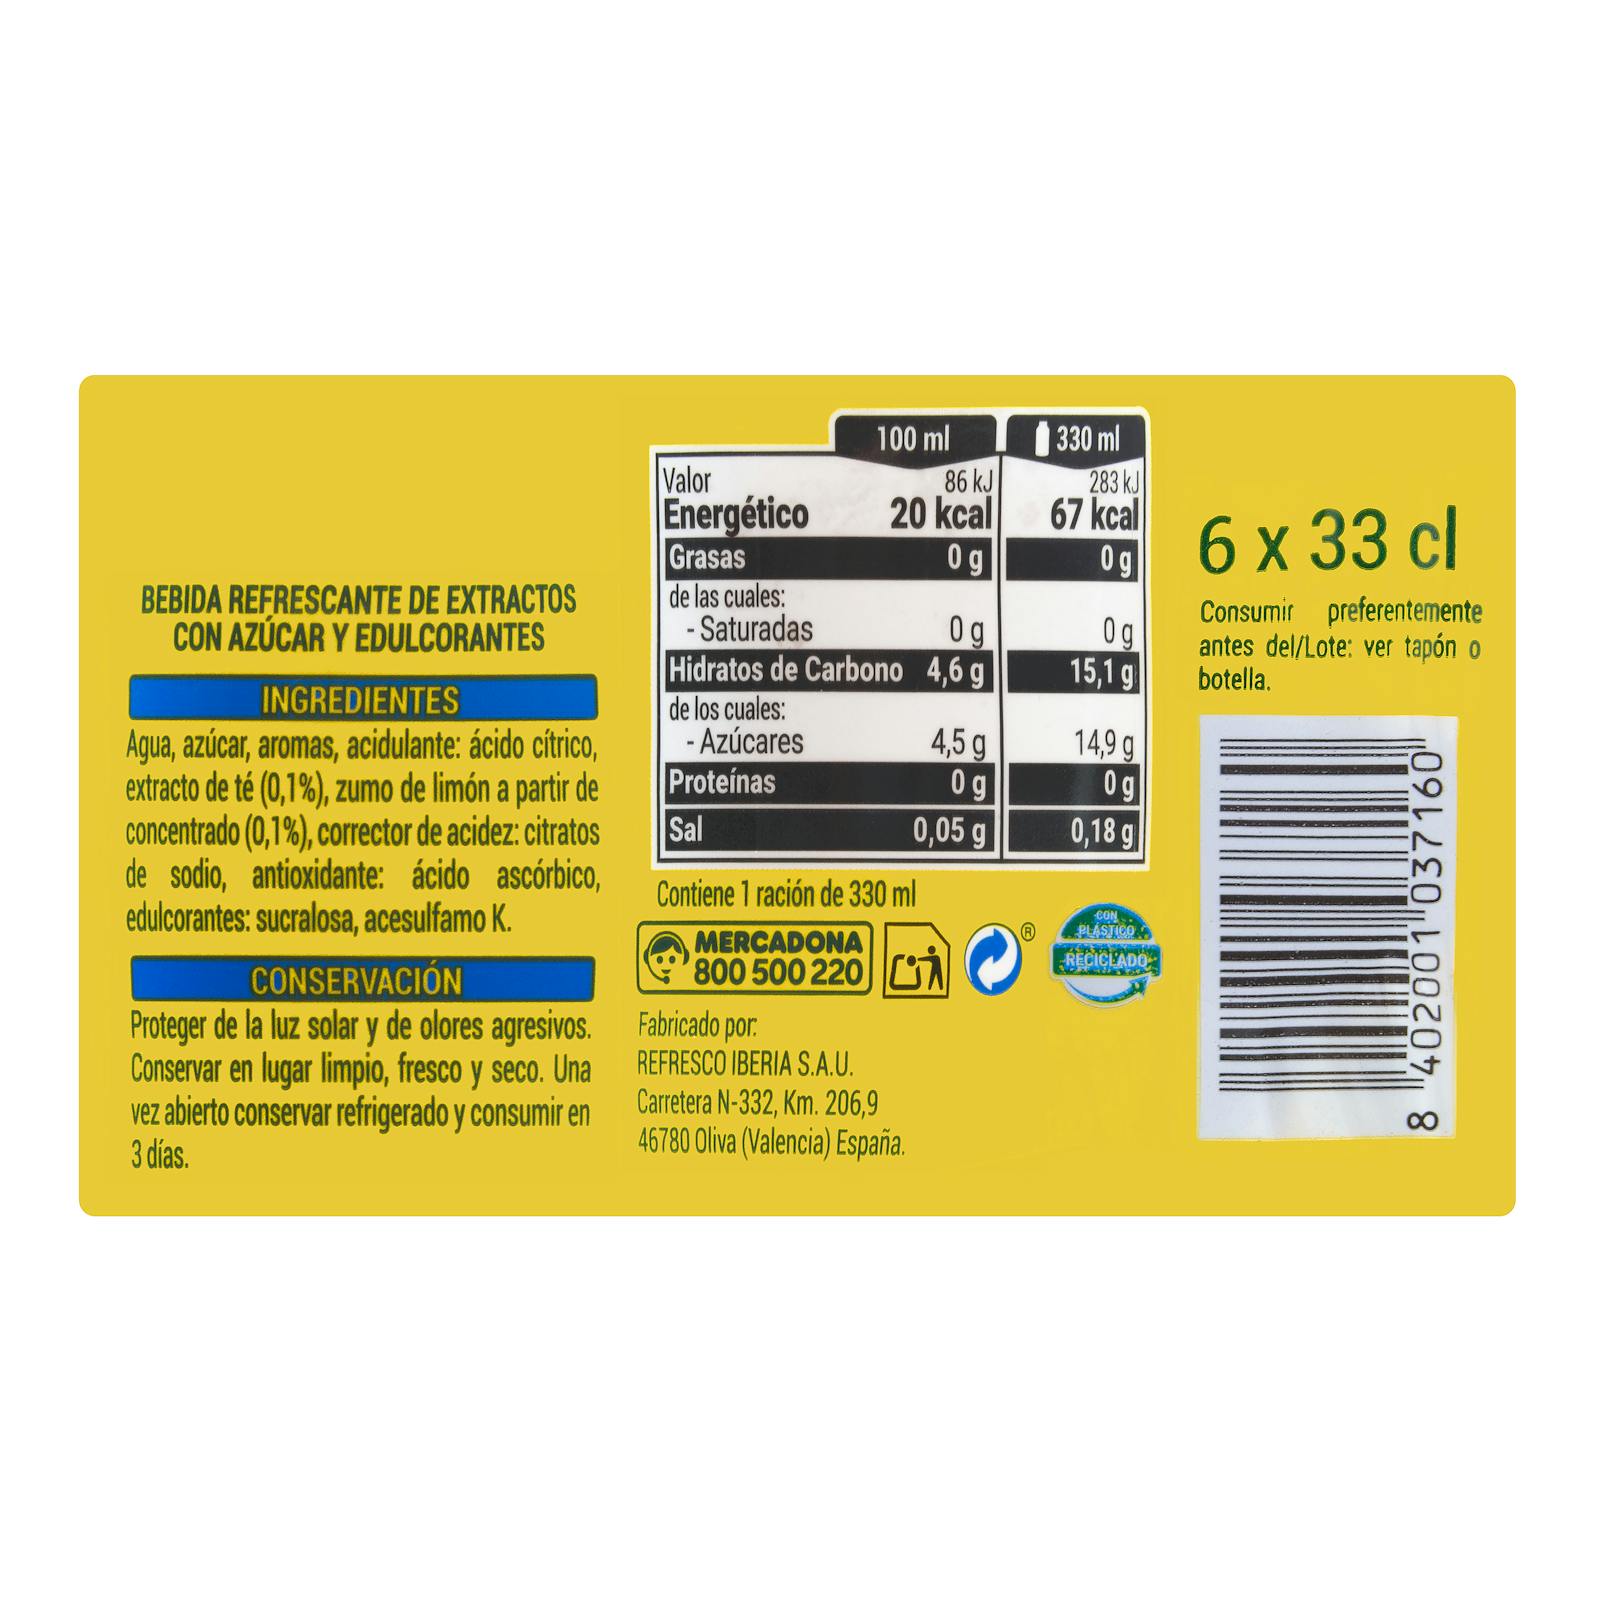 BEBIDA REFRESCANTE DE EXTRACTOS
CON AZÚCAR Y EDULCORANTES
INGREDIENTES
Agua, azúcar, aromas, acidulante: ácido cítrico,
extracto de té (0,1%), zumo de limón a partir de
concentrado (0,1%), corrector de acidez: citratos
de sodio, antioxidante: ácido ascórbico,
edulcorantes: sucralosa, acesulfamo K.
CONSERVACIÓN
Proteger de la luz solar y de olores agresivos.
Conservar en lugar limpio, fresco y seco. Una
vez abierto conservar refrigerado y consumir en
3 días.
100 ml 330 ml
Valor 86 kJ 283 kJ
Energético 20 kcal 67 kcal
Grasas 0 g 0 g
de las cuales:
- Saturadas 0 g 0 g
Hidratos de Carbono 4,6 g 15,1 g
de los cuales:
- Azúcares 4,5 g 14,9 g
Proteínas 0 g 0 g
Sal 0,05 g 0,18 g
Contiene 1 ración de 330 ml
MERCADONA
800 500 220
®
CON
PLÁSTICO
RECICLADO
Fabricado por:
REFRESCO IBERIA S.A.U.
Carretera N-332, Km. 206,9
46780 Oliva (Valencia) España.
6 x 33 cl
Consumir preferentemente
antes del/Lote: ver tapón o
botella.
8 402001 037160